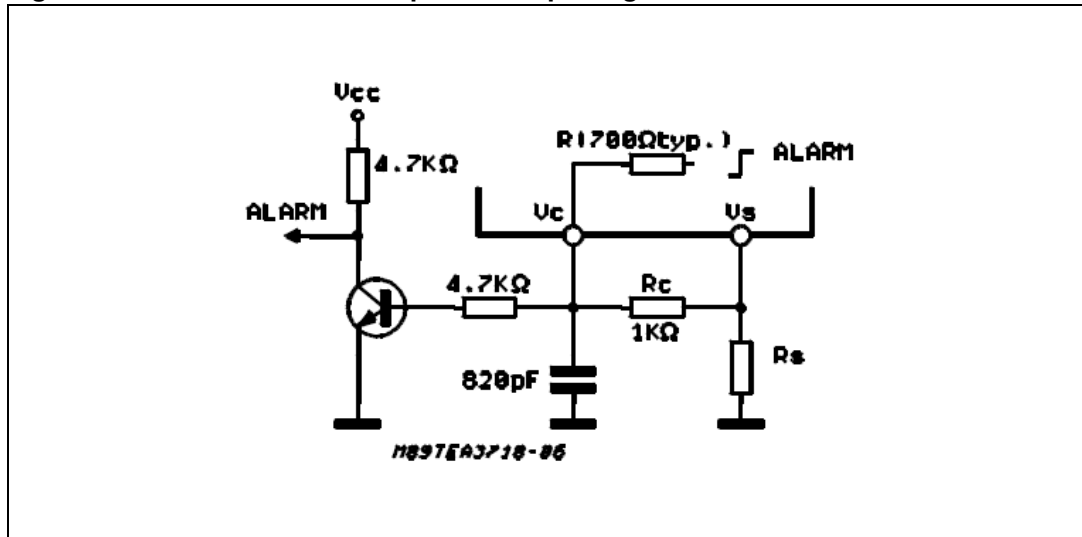 Vcc
R(700Ωtyp.)
ALARM
4.7KΩ
ALARM
Vc
Vs
4.7KΩ
Rc
1KΩ
Rs
820pF
M89TEA3718-06